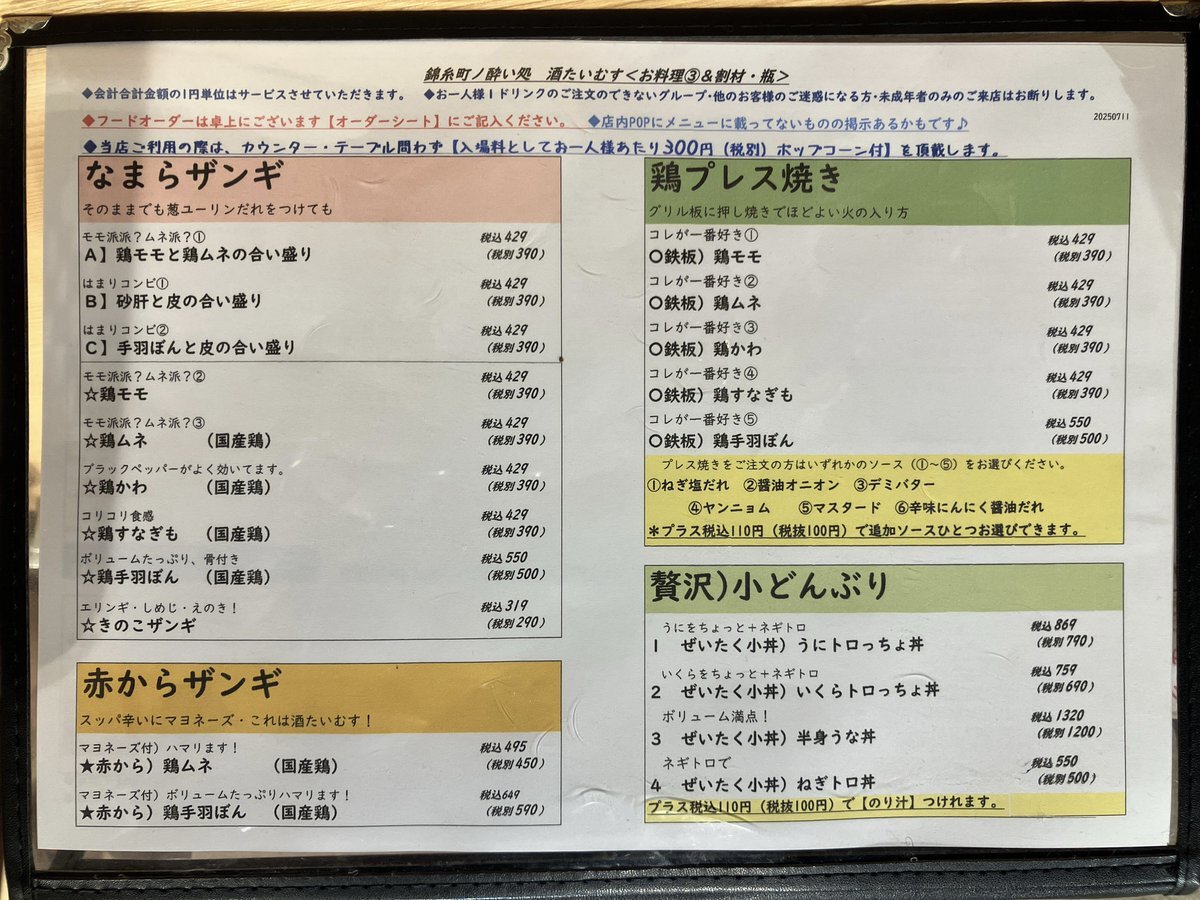 錦糸町ノ酔い処　酒たいむす<お料理③&割材・瓶>
◆会計合計金額の1円単位はサービスさせていただきます。　◆お一人様１ドリンクのご注文のできないグループ・他のお客様のご迷惑になる方・未成年者のみのご来店はお断りします。
◆フードオーダーは卓上にございます【オーダーシート】にご記入ください。　◆店内POPにメニューに載ってないものの掲示あるかもです♪
20250711
◆当店ご利用の際は、カウンター・テーブル問わず【入場料としてお一人様あたり300円（税別）ポップコーン付】を頂戴します。
なまらザンギ
そのままでも葱ユーリンだれをつけても
モモ派派？ムネ派？①　税込429
A】鶏モモと鶏ムネの合い盛り　（税別390）
はまりコンビ①　税込429
B】砂肝と皮の合い盛り　（税別390）
はまりコンビ②　税込429
C】手羽ぽんと皮の合い盛り　（税別390）
モモ派派？ムネ派？②　税込429
☆鶏モモ　（税別390）
モモ派派？ムネ派？③　税込429
☆鶏ムネ　（国産鶏）　（税別390）
ブラックペッパーがよく効いてます。　税込429
☆鶏かわ　（国産鶏）　（税別390）
コリコリ食感　税込429
☆鶏すなぎも　（国産鶏）　（税別390）
ボリュームたっぷり、骨付き　税込550
☆鶏手羽ぽん　（国産鶏）　（税別500）
エリンギ・しめじ・えのき！　税込319
☆きのこザンギ　（税別290）
赤からザンギ
スッパ辛いにマヨネーズ・これは酒たいむす！
マヨネーズ付）ハマります！　税込495
★赤から）鶏ムネ　（国産鶏）　（税別450）
マヨネーズ付）ボリュームたっぷりハマります！　税込649
★赤から）鶏手羽ぽん　（国産鶏）　（税別590）
鶏プレス焼き
グリル板に押し焼きでほどよい火の入り方
コレが一番好き①　税込429
〇鉄板）鶏モモ　（税別390）
コレが一番好き②　税込429
〇鉄板）鶏ムネ　（税別390）
コレが一番好き③　税込429
〇鉄板）鶏かわ　（税別390）
コレが一番好き④　税込429
〇鉄板）鶏すなぎも　（税別390）
コレが一番好き⑤　税込550
〇鉄板）鶏手羽ぽん　（税別500）
プレス焼きをご注文の方はいずれかのソース（①～⑤）をお選びください。
①ねぎ塩だれ　②醤油オニオン　③デミバター
④ヤンニョム　⑤マスタード　⑥辛味にんにく醤油だれ
＊プラス税込110円（税抜100円）で追加ソースひとつお選びできます。
贅沢）小どんぶり
うにをちょっと＋ネギトロ　税込869
１　ぜいたく小丼）うにトロっちょ丼　（税別790）
いくらをちょっと＋ネギトロ　税込759
２　ぜいたく小丼）いくらトロっちょ丼　（税別690）
ボリューム満点！　税込1320
３　ぜいたく小丼）半身うな丼　（税別1200）
ネギトロで　税込550
４　ぜいたく小丼）ねぎトロ丼　（税別500）
プラス税込110円（税抜100円）で【のり汁】つけれます。